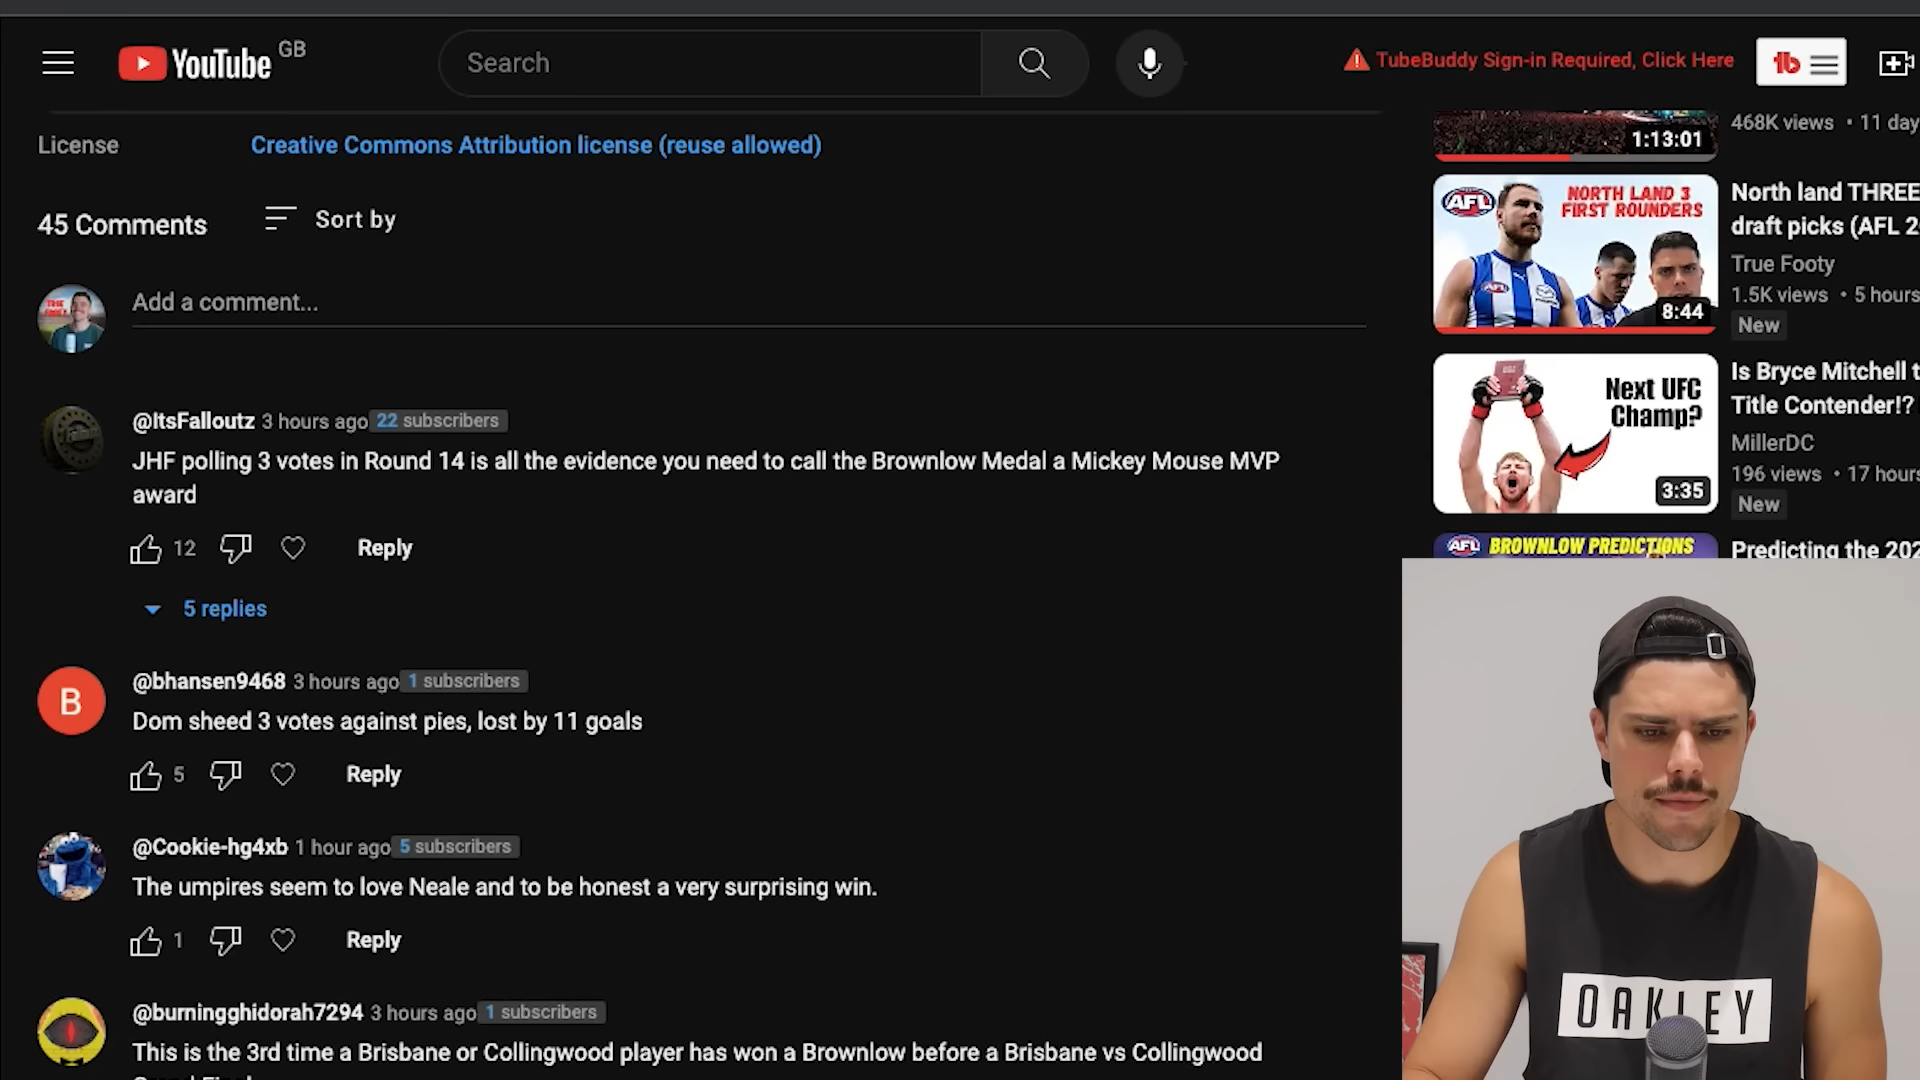 YouTube GB
Search
TubeBuddy Sign-in Required, Click Here
License
Creative Commons Attribution license (reuse allowed)
45 Comments
Sort by
Add a comment...
@ItsFalloutz 3 hours ago 22 subscribers
JHF polling 3 votes in Round 14 is all the evidence you need to call the Brownlow Medal a Mickey Mouse MVP
award
12
Reply
5 replies
B
@bhansen9468 3 hours ago 1 subscribers
Dom sheed 3 votes against pies, lost by 11 goals
5
Reply
@Cookie-hg4xb 1 hour ago 5 subscribers
The umpires seem to love Neale and to be honest a very surprising win.
1
Reply
@burningghidorah7294 3 hours ago 1 subscribers
This is the 3rd time a Brisbane or Collingwood player has won a Brownlow before a Brisbane vs Collingwood
1:13:01
468K views • 11 day
AFL
NORTH LAND 3
FIRST ROUNDERS
8:44
North land THREE
draft picks (AFL 2
True Footy
1.5K views • 5 hours
New
Next UFC
Champ?
3:35
Is Bryce Mitchell t
Title Contender!?
MillerDC
196 views • 17 hours
New
AFL BROWNLOW PREDICTIONS
Predicting the 202
OAKLEY